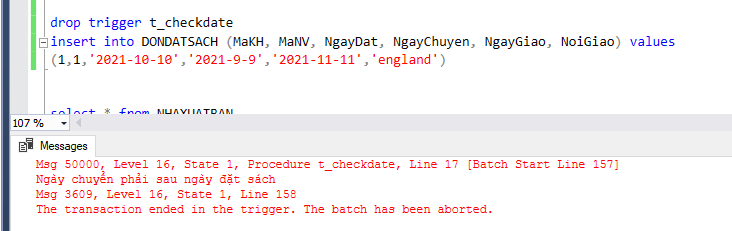 drop trigger t_checkdate
insert into DONDATSACH (MaKH, MaNV, NgayDat, NgayChuyen, NgayGiao, NoiGiao) values
(1,1,'2021-10-10','2021-9-9','2021-11-11','england')
select * from NHAXUATBAN
107 %
Messages
Msg 50000, Level 16, State 1, Procedure t_checkdate, Line 17 [Batch Start Line 157]
Ngày chuyển phải sau ngày đặt sách
Msg 3609, Level 16, State 1, Line 158
The transaction ended in the trigger. The batch has been aborted.